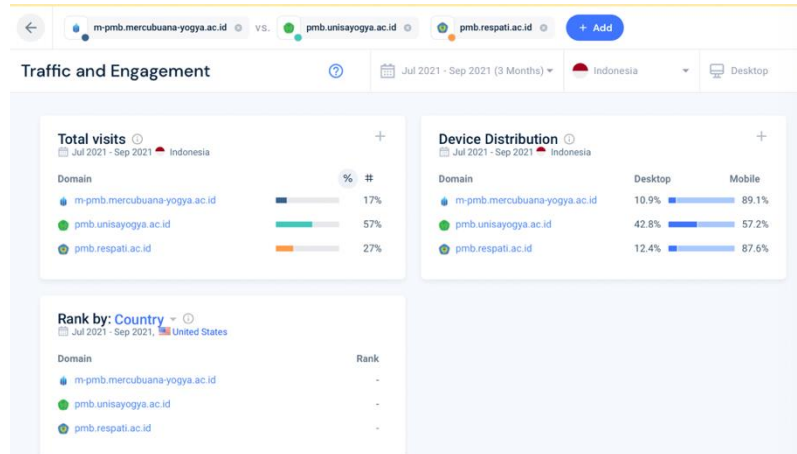 m-pmb.mercubuana-yogya.ac.id VS. pmb.unisayogya.ac.id pmb.respati.ac.id + Add
Traffic and Engagement
Jul 2021 - Sep 2021 (3 Months) Indonesia Desktop
Total visits
Jul 2021 - Sep 2021 Indonesia
Domain % #
m-pmb.mercubuana-yogya.ac.id 17%
pmb.unisayogya.ac.id 57%
pmb.respati.ac.id 27%
Device Distribution
Jul 2021 - Sep 2021 Indonesia
Domain Desktop Mobile
m-pmb.mercubuana-yogya.ac.id 10.9% 89.1%
pmb.unisayogya.ac.id 42.8% 57.2%
pmb.respati.ac.id 12.4% 87.6%
Rank by: Country
Jul 2021 - Sep 2021, United States
Domain Rank
m-pmb.mercubuana-yogya.ac.id -
pmb.unisayogya.ac.id -
pmb.respati.ac.id -